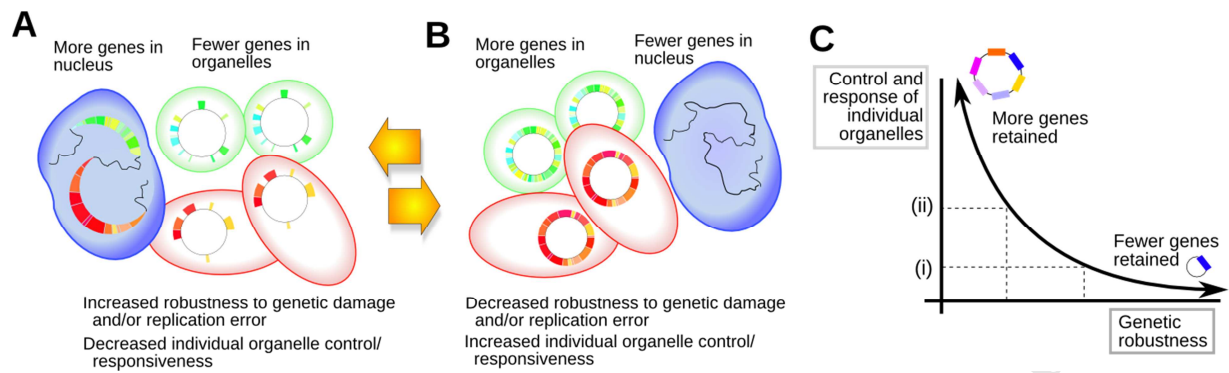 A
More genes in
nucleus
Fewer genes in
organelles
Increased robustness to genetic damage
and/or replication error
Decreased individual organelle control/
responsiveness
B
More genes in
organelles
Fewer genes in
nucleus
Decreased robustness to genetic damage
and/or replication error
Increased individual organelle control/
responsiveness
C
Control and
response of
individual
organelles
More genes
retained
(ii)
(i)
Fewer genes
retained
Genetic
robustness